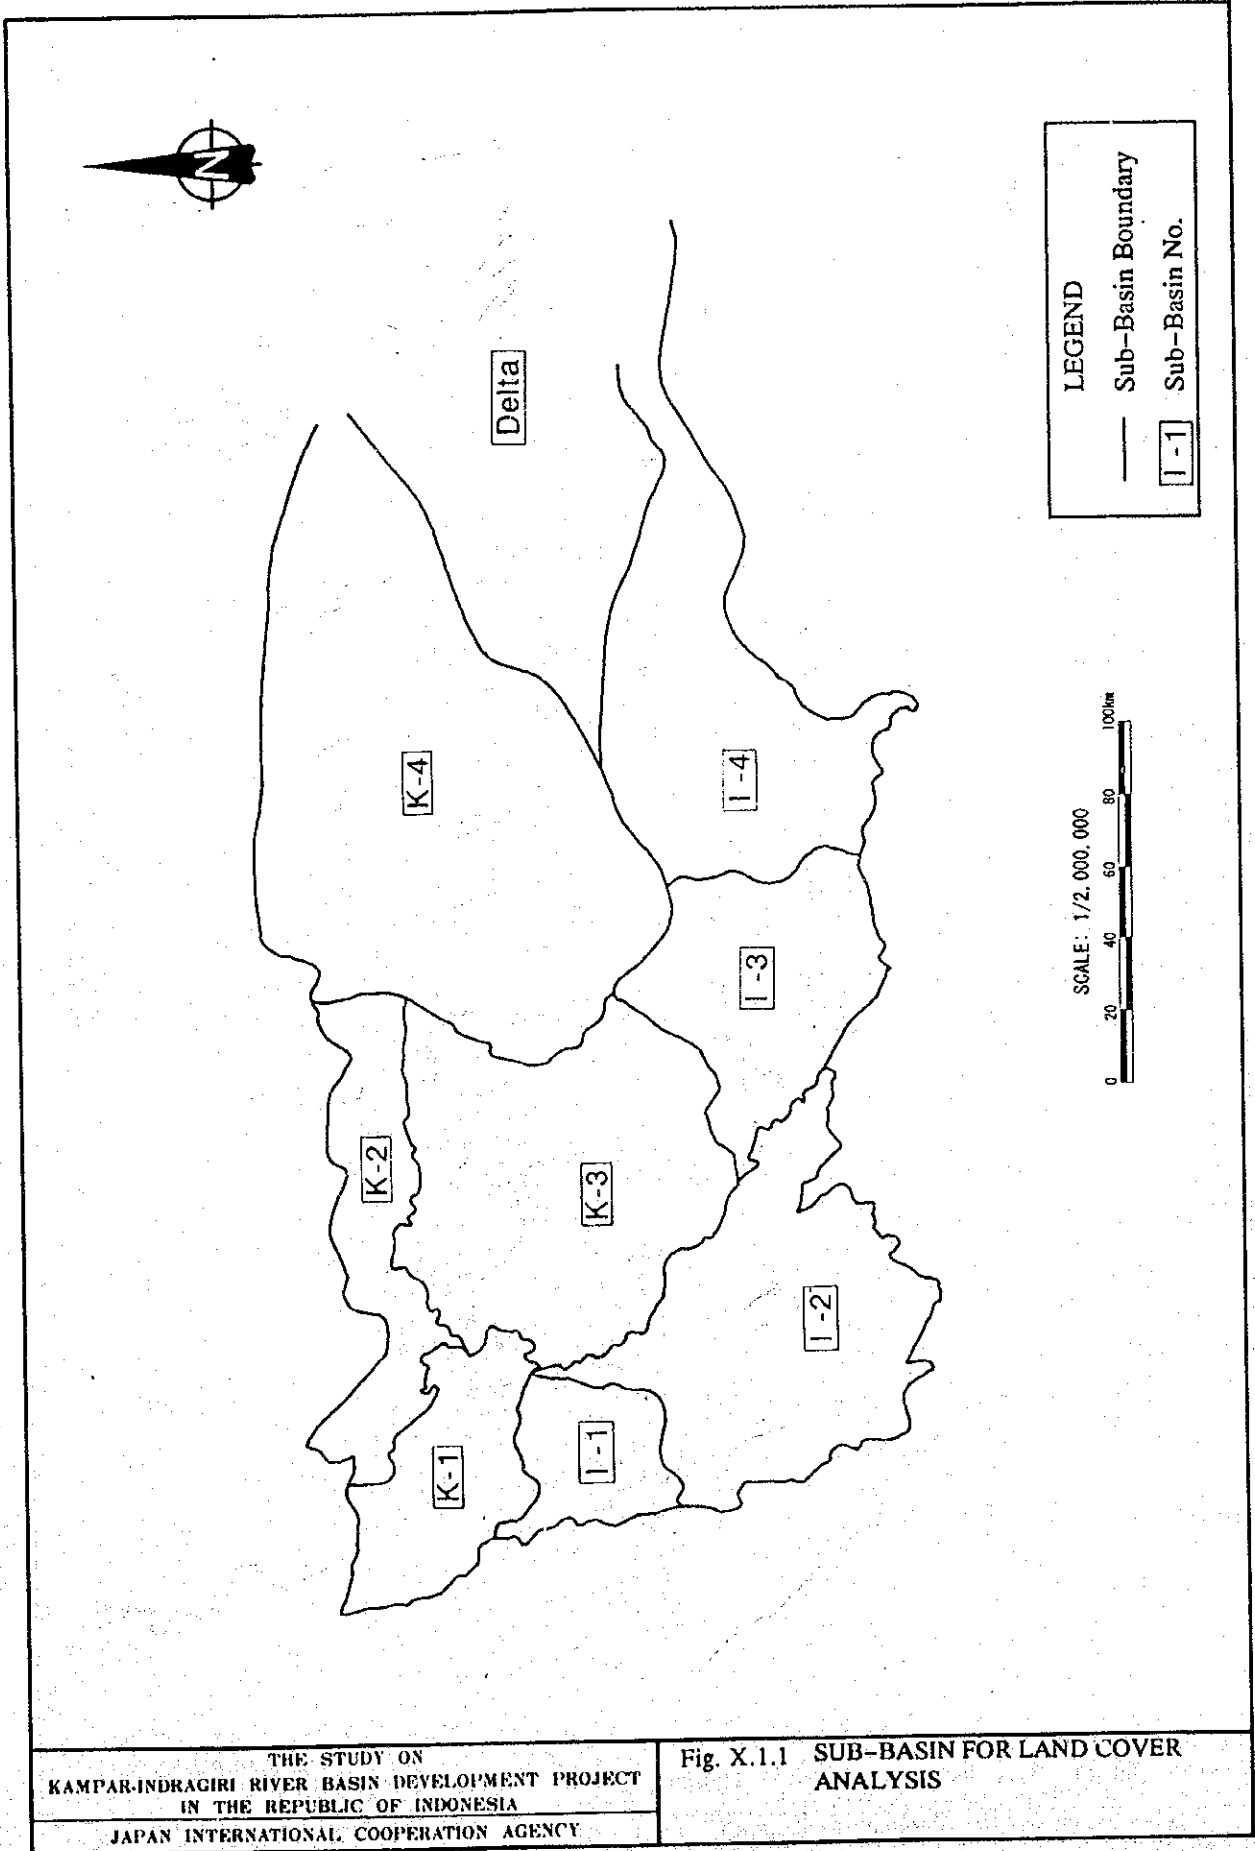 N
Delta
K-4
I-4
K-2
K-3
I-3
K-1
I-1
I-2
LEGEND
Sub-Basin Boundary
I-1 Sub-Basin No.
SCALE: 1/2,000,000
0 20 40 60 80 100km
THE STUDY ON
KAMPAR-INDRAGIRI RIVER BASIN DEVELOPMENT PROJECT
IN THE REPUBLIC OF INDONESIA
JAPAN INTERNATIONAL COOPERATION AGENCY
Fig. X.1.1 SUB-BASIN FOR LAND COVER
ANALYSIS